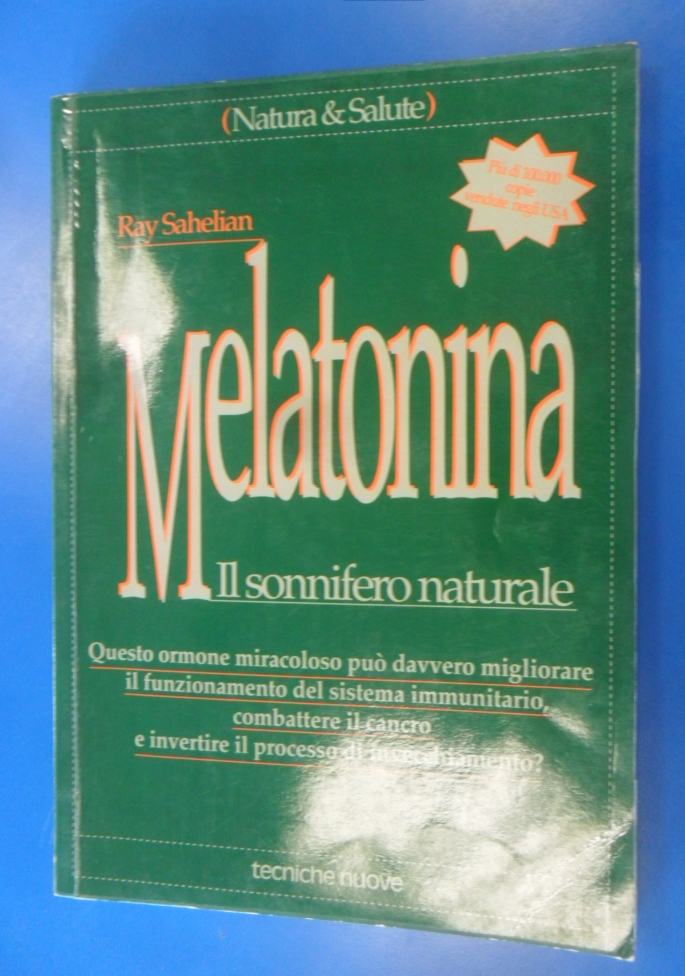 (Natura & Salute)
Più di 100.000
copie
vendute negli USA
Ray Sahelian
Melatonina
Il sonnifero naturale
Questo ormone miracoloso può davvero migliorare
il funzionamento del sistema immunitario,
combattere il cancro
e invertire il processo di invecchiamento?
tecniche nuove